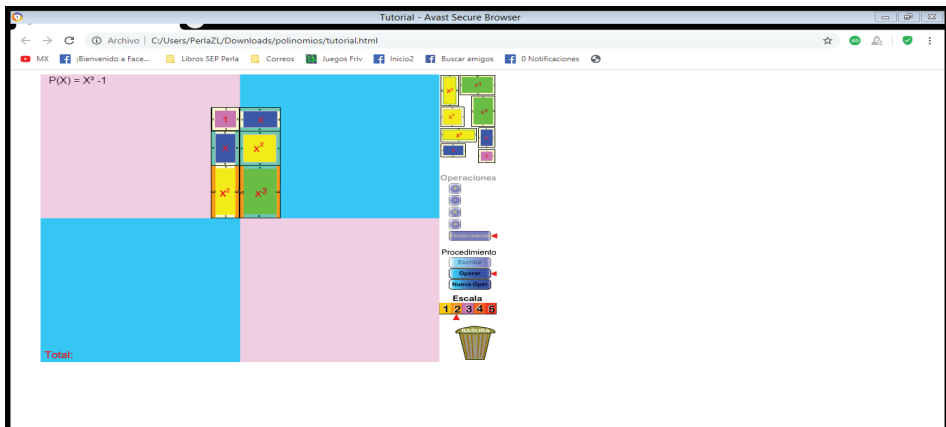 Tutorial - Avast Secure Browser
Archivo | C:/Users/PerlaZL/Downloads/polinomios/tutorial.html
MX :Bienvenido a Face... Libros SEP Perla Correos Juegos Friv Inicio2 Buscar amigos 0 Notificaciones
P(X) = X³ -1
1
x²
x² x³
x² x³
x² x³
x²
Operaciones
Procedimiento
Escribir
Operar
Nueva Oper
Escala
1 2 3 4 5
BASURA
Total: